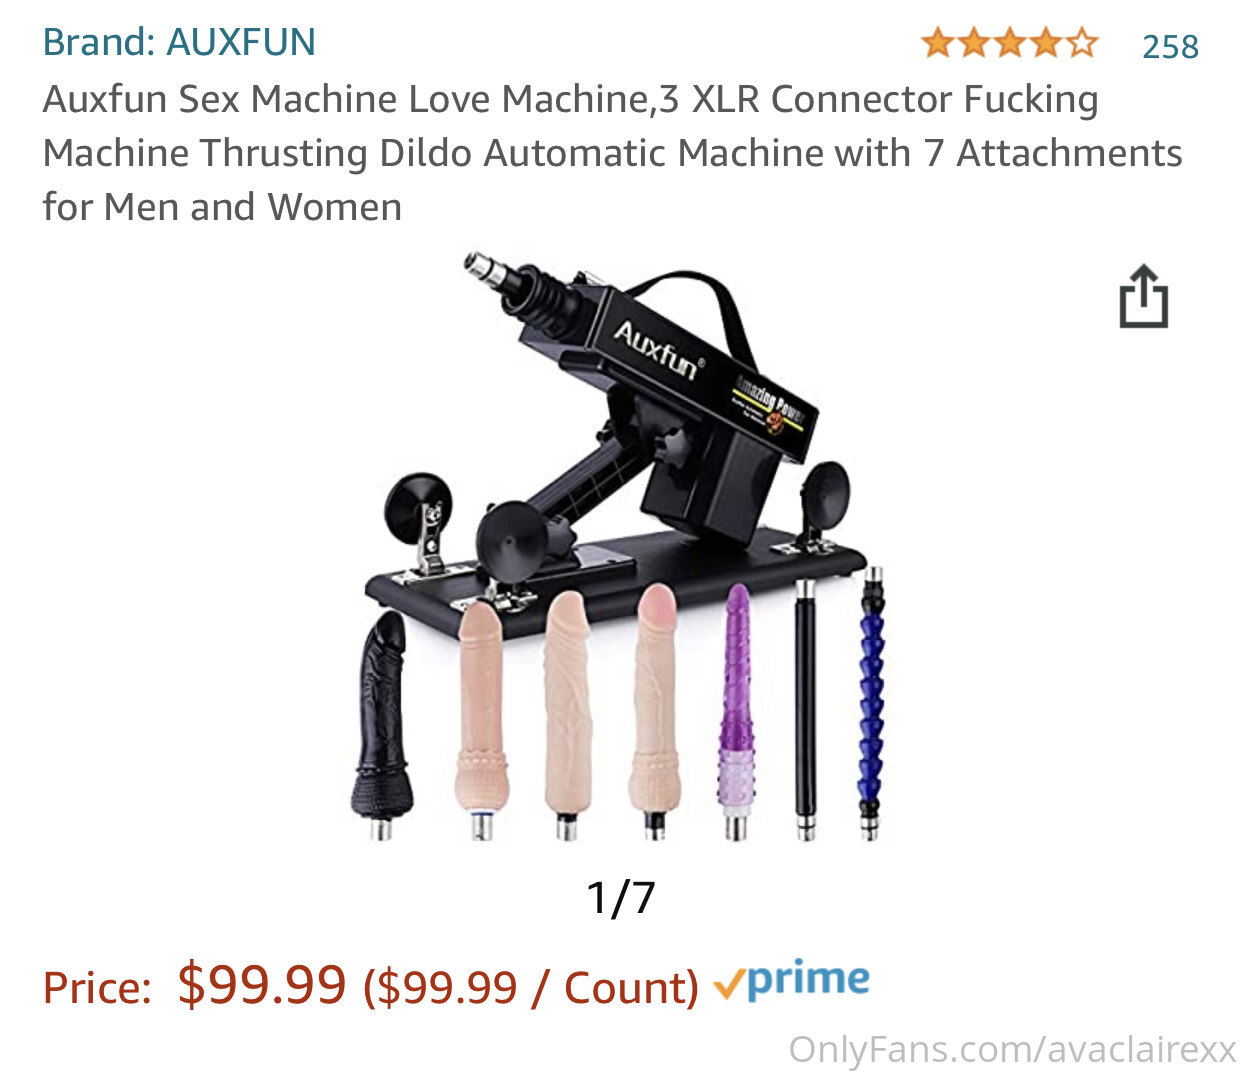 Brand: AUXFUN
258
Auxfun Sex Machine Love Machine,3 XLR Connector Fucking
Machine Thrusting Dildo Automatic Machine with 7 Attachments
for Men and Women
Auxfun®
Amazing Power
1/7
Price: $99.99 ($99.99 / Count) prime
OnlyFans.com/avaclairexx